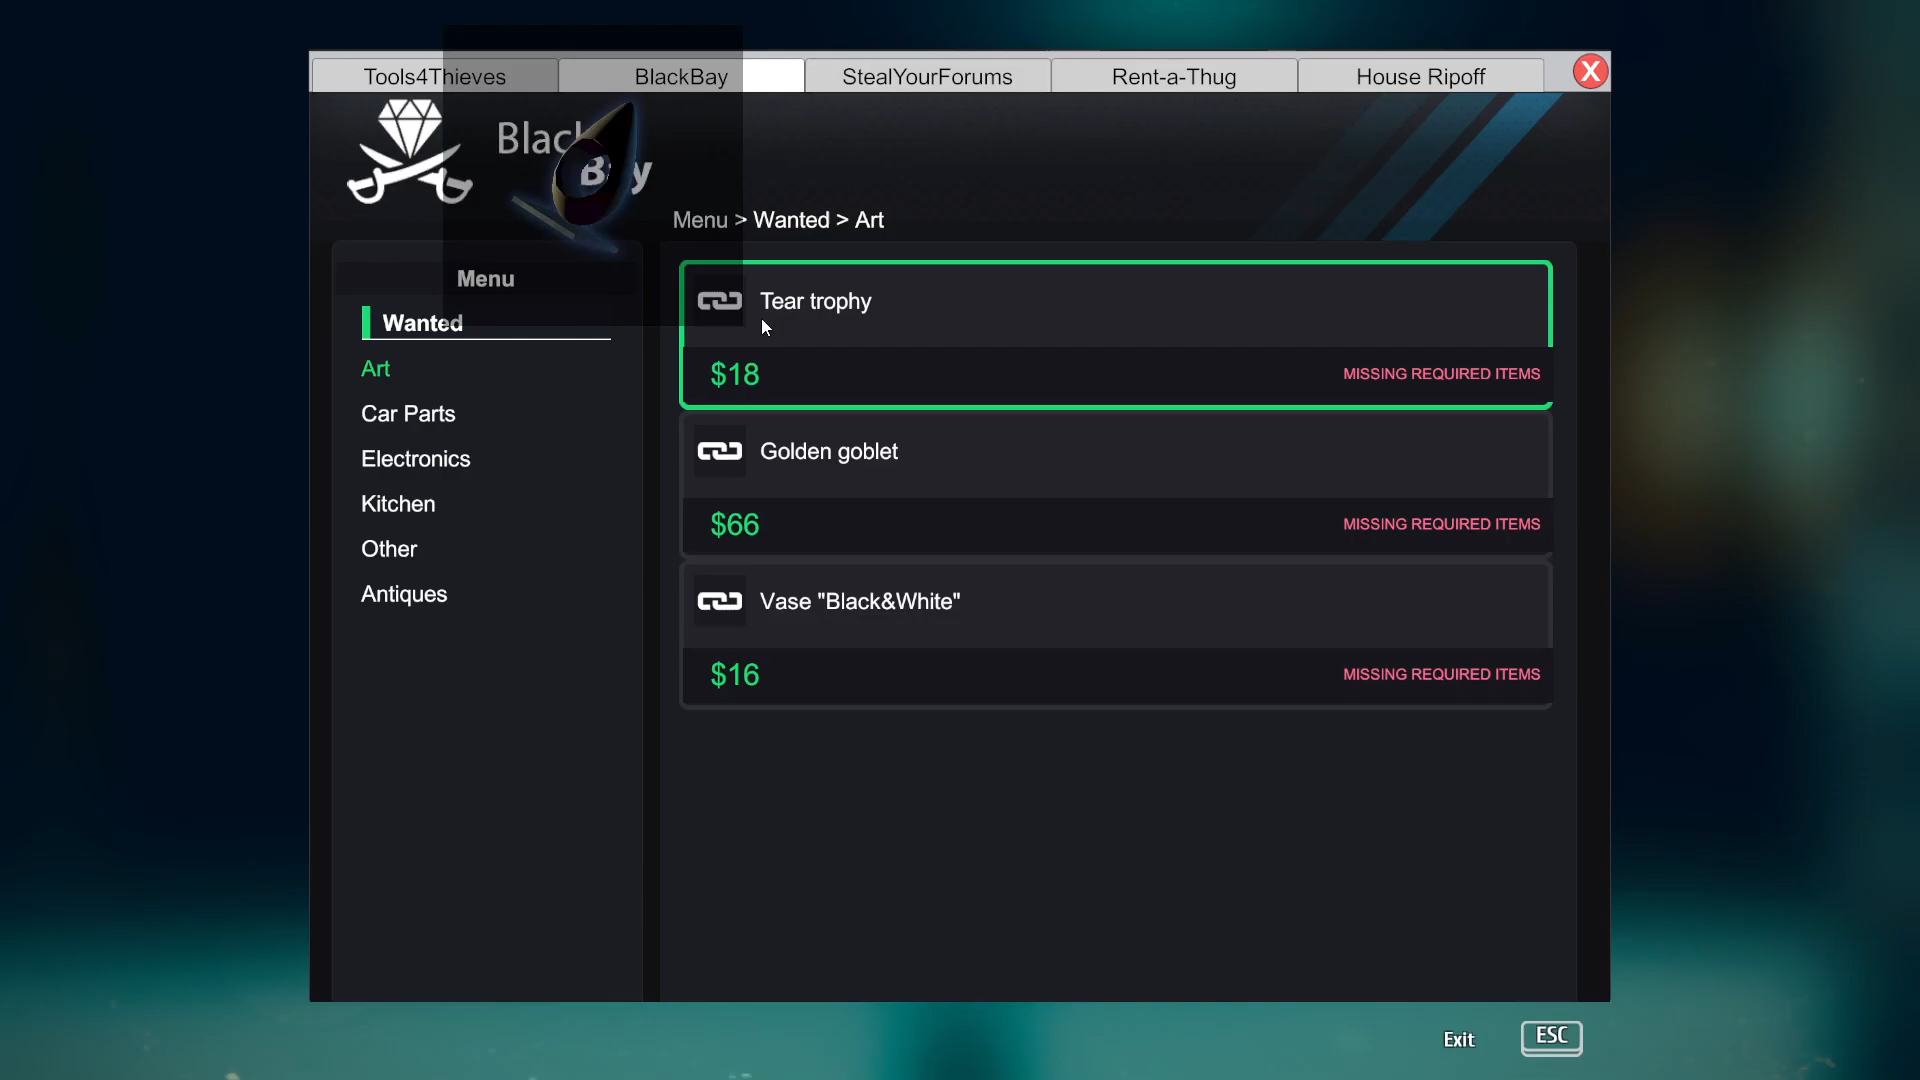 Tools4Thieves
BlackBay
StealYourForums
Rent-a-Thug
House Ripoff
X
Black
Bay
Menu > Wanted > Art
Menu
Wanted
Art
Car Parts
Electronics
Kitchen
Other
Antiques
Tear trophy
$18
MISSING REQUIRED ITEMS
Golden goblet
$66
MISSING REQUIRED ITEMS
Vase "Black&White"
$16
MISSING REQUIRED ITEMS
Exit
ESC